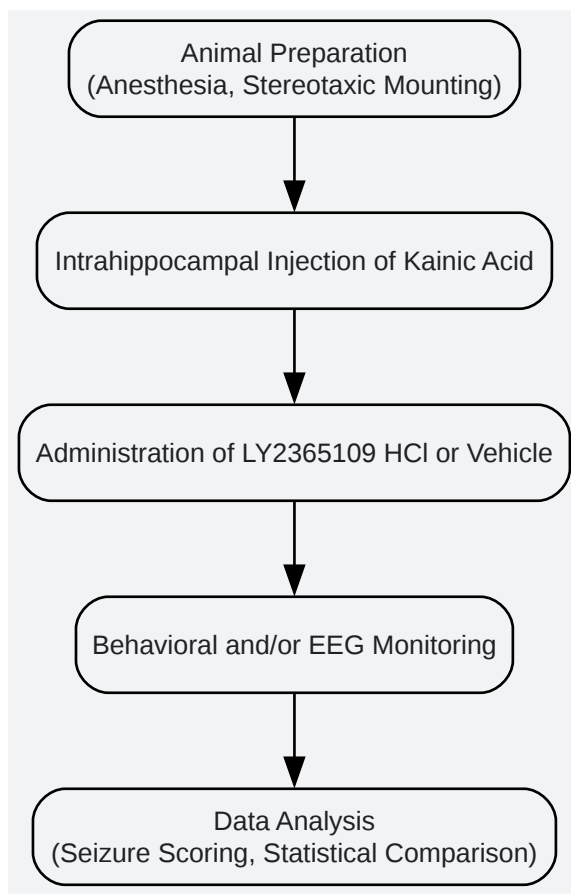 Animal Preparation
(Anesthesia, Stereotaxic Mounting)
Intrahippocampal Injection of Kainic Acid
Administration of LY2365109 HCl or Vehicle
Behavioral and/or EEG Monitoring
Data Analysis
(Seizure Scoring, Statistical Comparison)